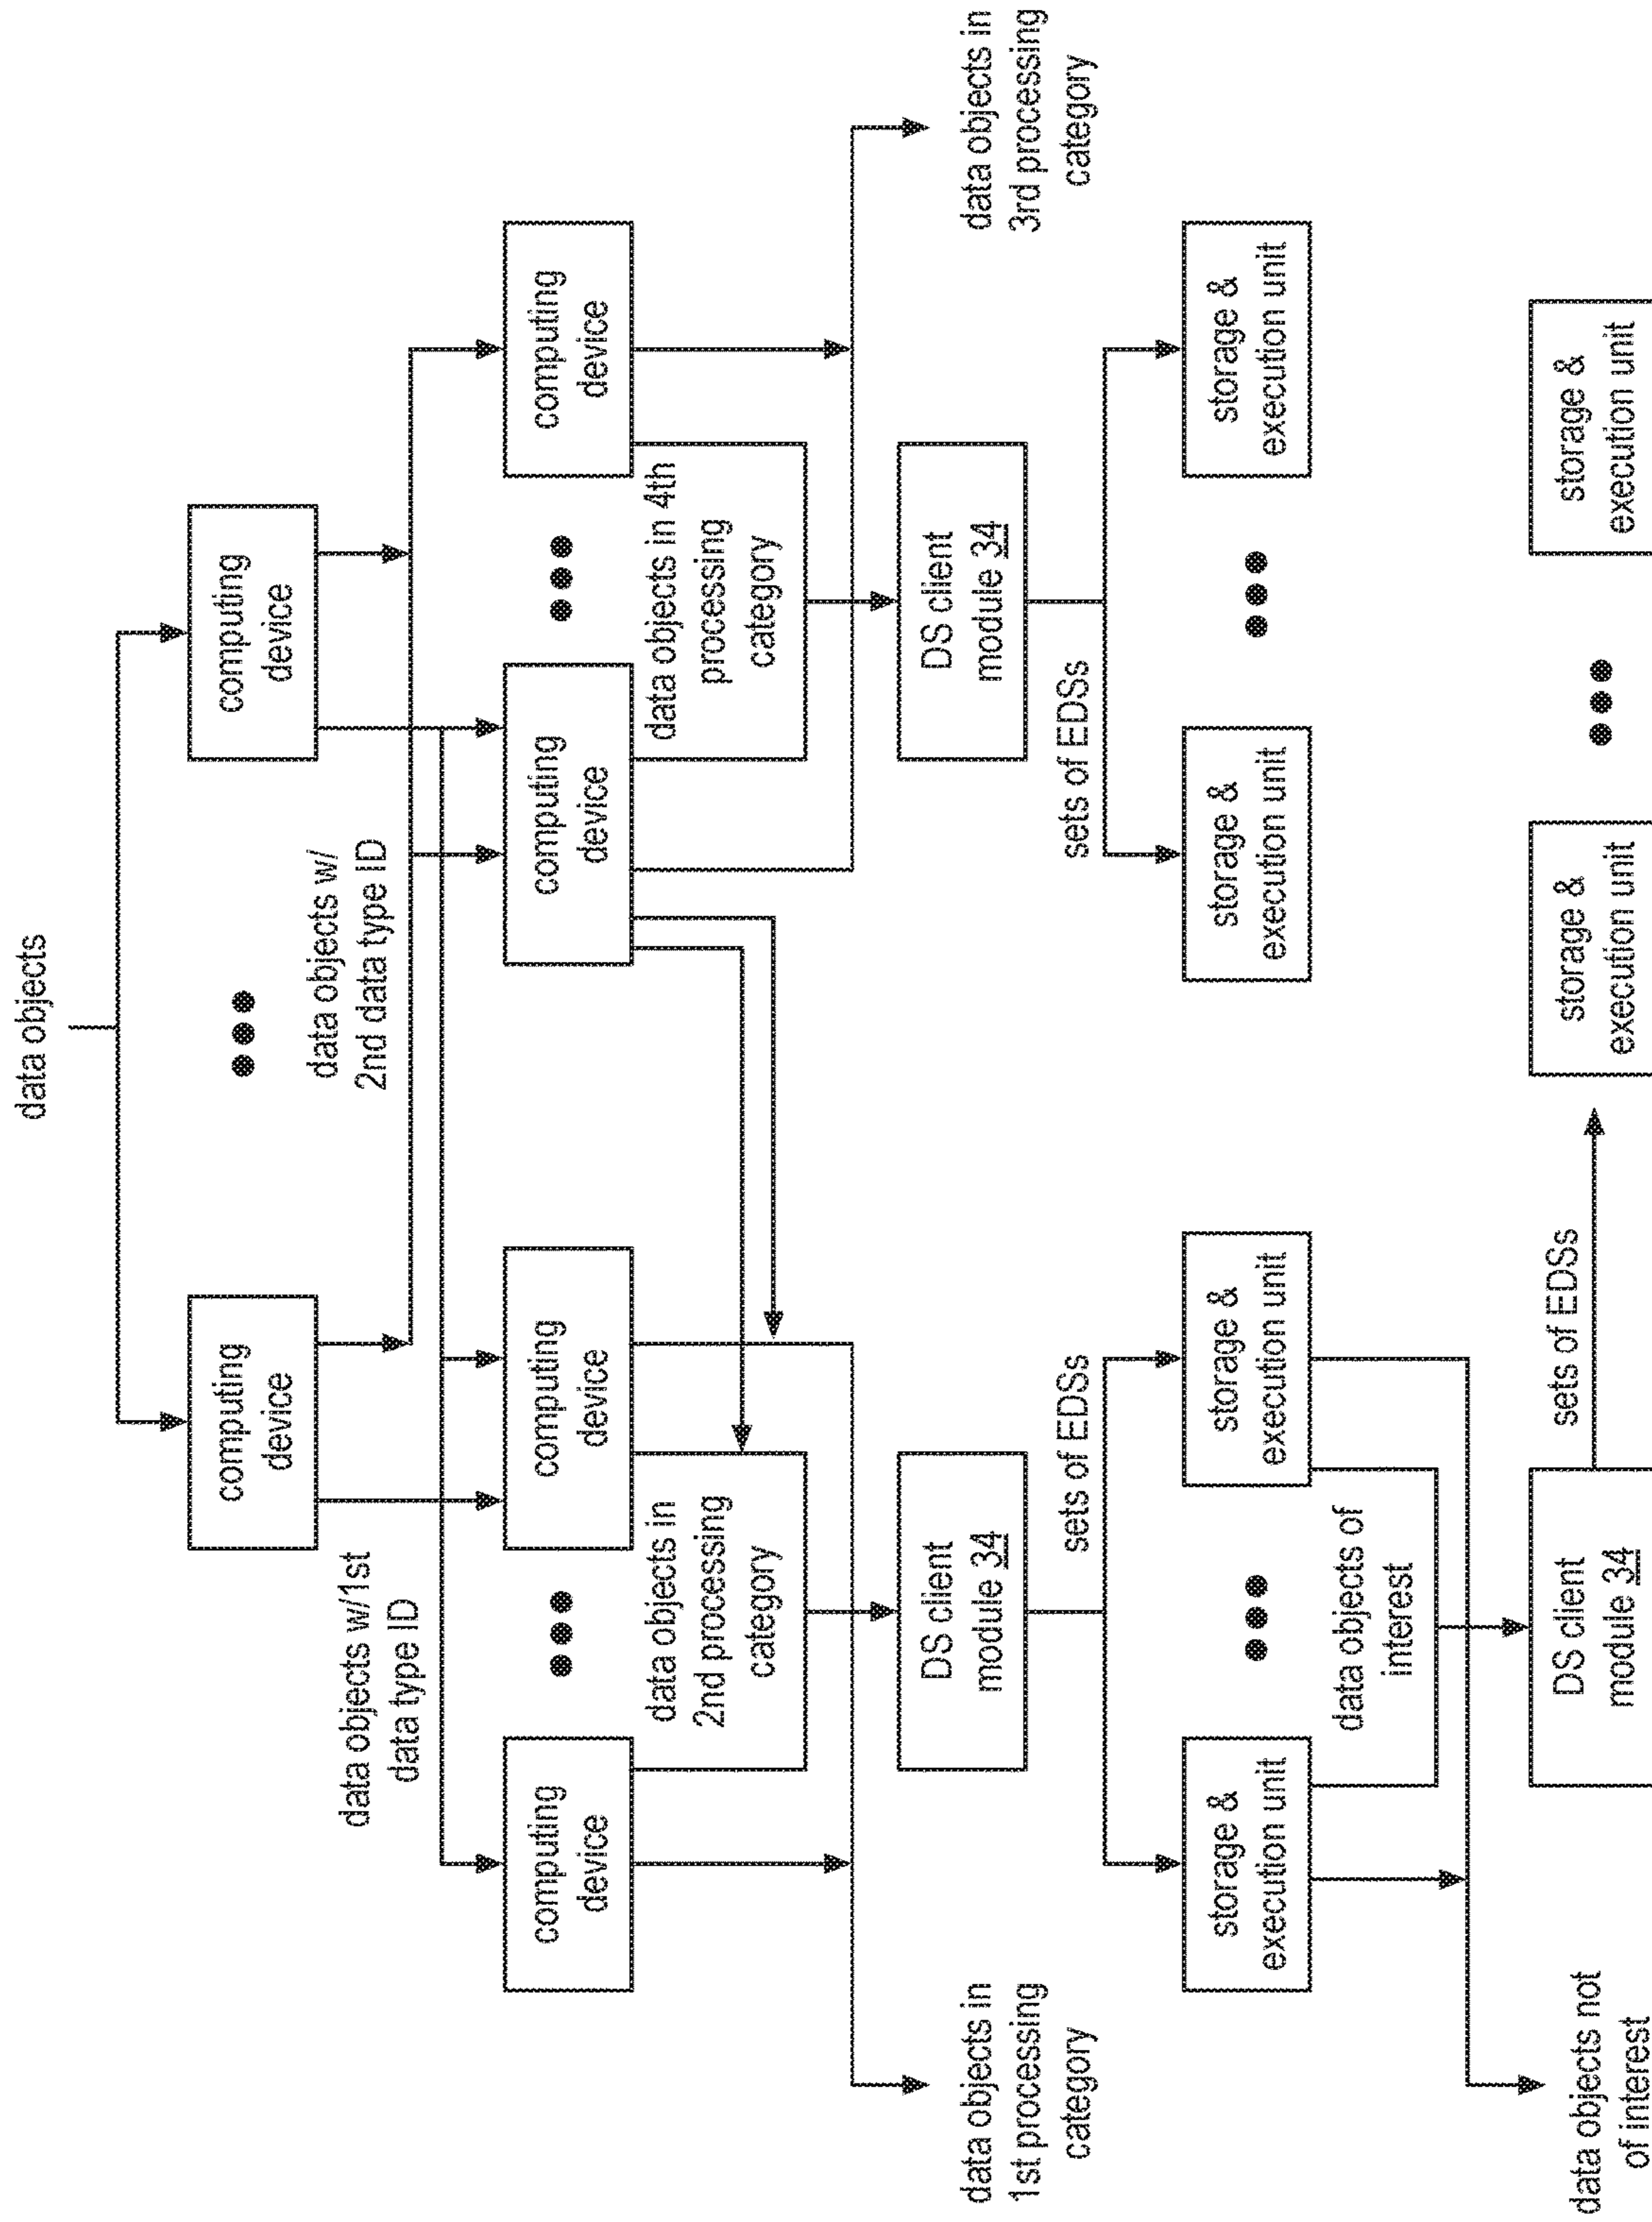 data objects
computing
device
computing
device
data objects w/
2nd data type ID
data objects w/1st
data type ID
computing
device
computing
device
computing
device
computing
device
data objects in
2nd processing
category
data objects in 4th
processing
category
DS client
module 34
DS client
module 34
data objects in
1st processing
category
data objects in
3rd processing
category
sets of EDSs
sets of EDSs
storage &
execution unit
storage &
execution unit
storage &
execution unit
storage &
execution unit
data objects of
interest
data objects not
of interest
DS client
module 34
sets of EDSs
storage &
execution unit
storage &
execution unit